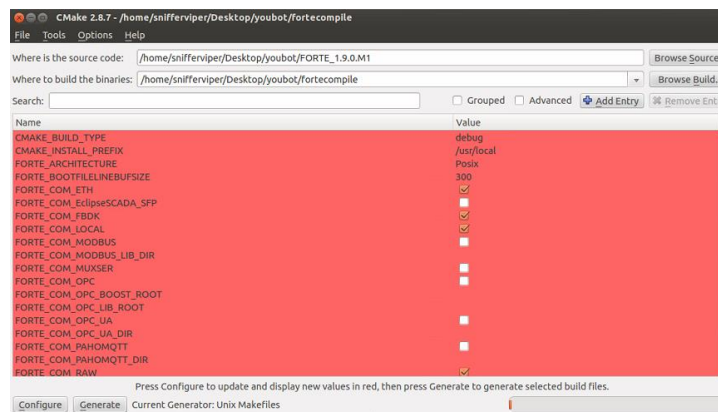 CMake 2.8.7 - /home/snifferviper/Desktop/youbot/fortecompile
File Tools Options Help
Where is the source code: /home/snifferviper/Desktop/youbot/FORTE_1.9.0.M1 Browse Source
Where to build the binaries: /home/snifferviper/Desktop/youbot/fortecompile Browse Build.
Search: Grouped Advanced Add Entry Remove Ent
Name Value
CMAKE_BUILD_TYPE debug
CMAKE_INSTALL_PREFIX /usr/local
FORTE_ARCHITECTURE Posix
FORTE_BOOTFILELINEBUFSIZE 300
FORTE_COM_ETH
FORTE_COM_EclipseSCADA_SFP
FORTE_COM_FBDK
FORTE_COM_LOCAL
FORTE_COM_MODBUS
FORTE_COM_MODBUS_LIB_DIR
FORTE_COM_MUXSER
FORTE_COM_OPC
FORTE_COM_OPC_BOOST_ROOT
FORTE_COM_OPC_LIB_ROOT
FORTE_COM_OPC_UA
FORTE_COM_OPC_UA_DIR
FORTE_COM_PAHOMQTT
FORTE_COM_PAHOMQTT_DIR
FORTE_COM_RAW
Press Configure to update and display new values in red, then press Generate to generate selected build files.
Configure Generate Current Generator: Unix Makefiles